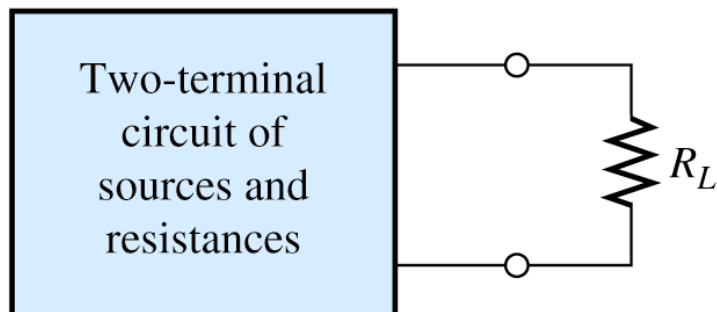 Two-terminal
circuit of
sources and
resistances
R_L